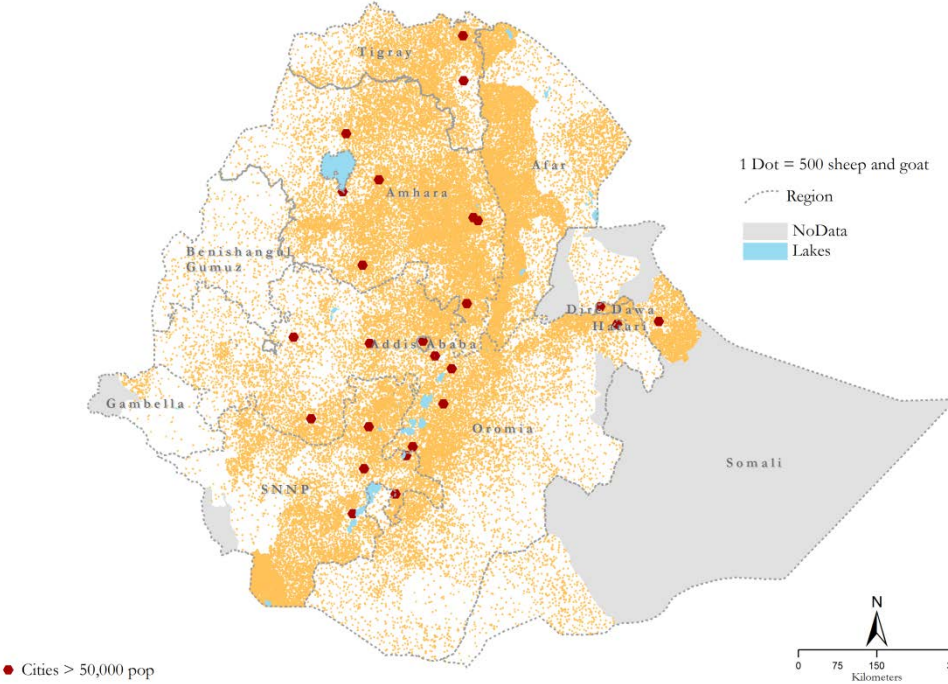 Tigray
Afar
1 Dot = 500 sheep and goat
Region
Amhara
NoData
Lakes
Benishangul
Gumuz
Dire Dawa
Harari
Addis Ababa
Gambella
Oromia
Somali
SNNP
N
0 75 150
Kilometers
Cities > 50,000 pop